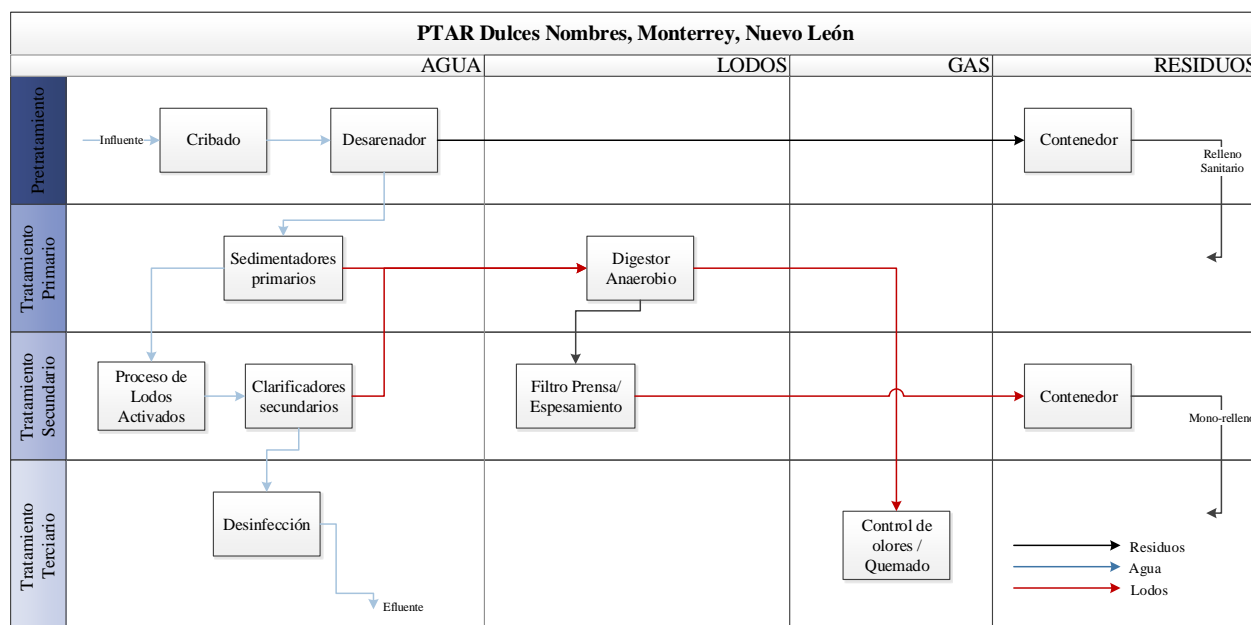 PTAR Dulces Nombres, Monterrey, Nuevo León
AGUA
LODOS
GAS
RESIDUOS
Pretratamiento
Influente
Cribado
Desarenador
Contenedor
Relleno
Sanitario
Tratamiento
Primario
Sedimentadores
primarios
Digestor
Anaerobio
Tratamiento
Secundario
Proceso de
Lodos
Activados
Clarificadores
secundarios
Filtro Prensa/
Espesamiento
Contenedor
Mono-relleno
Tratamiento
Terciario
Desinfección
Efluente
Control de
olores /
Quemado
Residuos
Agua
Lodos